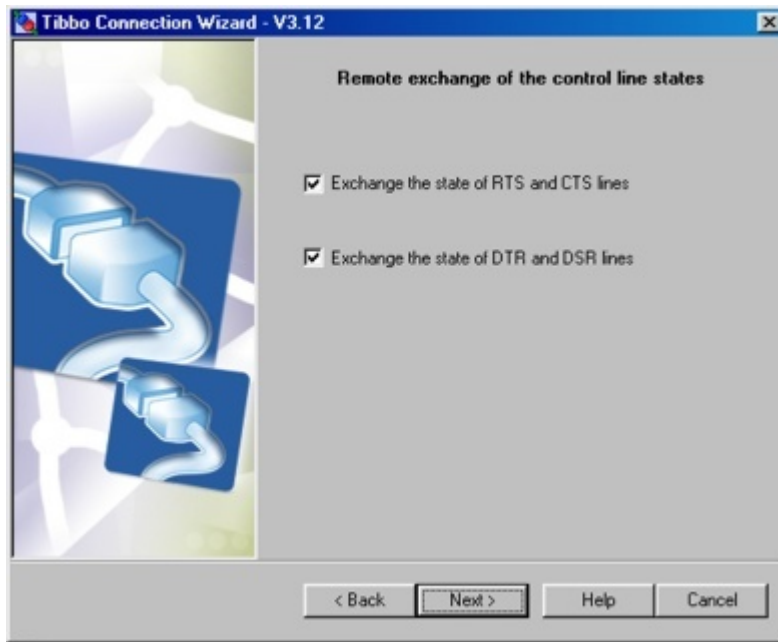 Tibbo Connection Wizard - V3.12
Remote exchange of the control line states
Exchange the state of RTS and CTS lines
Exchange the state of DTR and DSR lines
< Back Next > Help Cancel